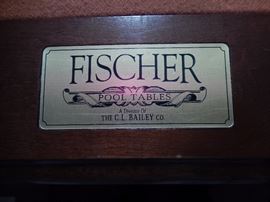 FISCHER
POOL TABLES
A Division Of
THE C.L. BAILEY CO.